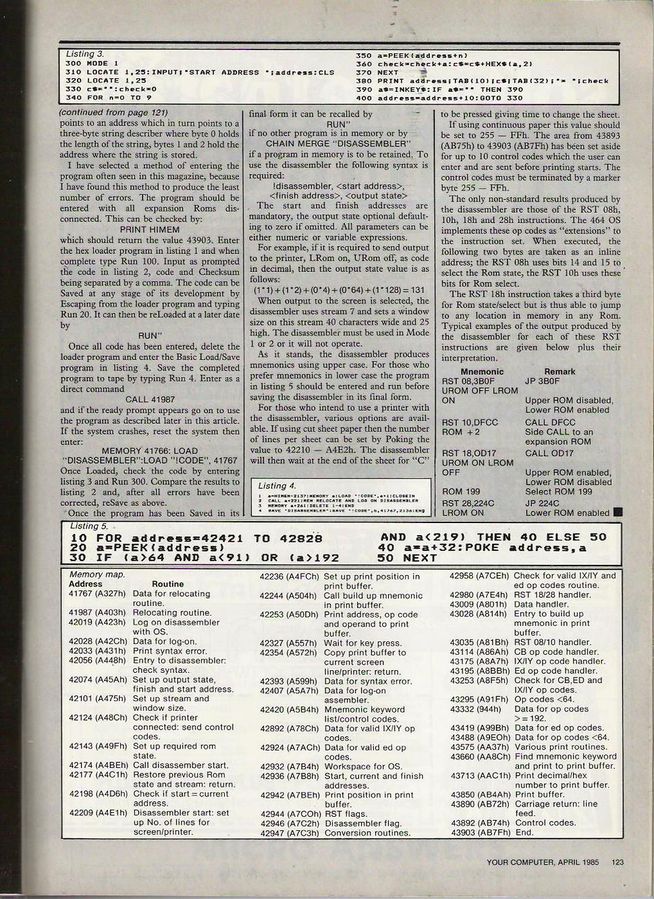 Listing 3.
300 MODE 1
310 LOCATE 1,25:INPUT;"START ADDRESS ";address:CLS
320 LOCATE 1,25
330 c$="":check=0
340 FOR n=0 TO 9
350 a=PEEK(address+n)
360 check=check+a:c$=c$+HEX$(a,2)
370 NEXT
380 PRINT address;TAB(10)c$;TAB(32);"= ";check
390 a$=INKEY$:IF a$="" THEN 390
400 address=address+10:GOTO 330
(continued from page 121)
points to an address which in turn points to a
three-byte string describer where byte 0 holds
the length of the string, bytes 1 and 2 hold the
address where the string is stored.
I have selected a method of entering the
program often seen in this magazine, because
I have found this method to produce the least
number of errors. The program should be
entered with all expansion Roms dis-
connected. This can be checked by:
PRINT HIMEM
which should return the value 43903. Enter
the hex loader program in listing 1 and when
complete type Run 100. Input as prompted
the code in listing 2, code and Checksum
being separated by a comma. The code can be
Saved at any stage of its development by
Escaping from the loader program and typing
Run 20. It can then be reLoaded at a later date
by
RUN"
Once all code has been entered, delete the
loader program and enter the Basic Load/Save
program in listing 4. Save the completed
program to tape by typing Run 4. Enter as a
direct command
CALL 41987
and if the ready prompt appears go on to use
the program as described later in this article.
If the system crashes, reset the system then
enter:
MEMORY 41766: LOAD
"DISASSEMBLER":LOAD "!CODE", 41767
Once Loaded, check the code by entering
listing 3 and Run 300. Compare the results to
listing 2 and, after all errors have been
corrected, reSave as above.
Once the program has been Saved in its
final form it can be recalled by
RUN"
if no other program is in memory or by
CHAIN MERGE "DISASSEMBLER"
if a program in memory is to be retained. To
use the disassembler the following syntax is
required:
!disassembler, <start address>,
<finish address>, <output state>
The start and finish addresses are
mandatory, the output state optional default-
ing to zero if omitted. All parameters can be
either numeric or variable expressions.
For example, if it is required to send output
to the printer, LRom on, URom off, as code
in decimal, then the output state value is as
follows:
(1*1)+(1*2)+(0*4)+(0*64)+(1*128) = 131
When output to the screen is selected, the
disassembler uses stream 7 and sets a window
size on this stream 40 characters wide and 25
high. The disassembler must be used in Mode
1 or 2 or it will not operate.
As it stands, the disassembler produces
mnemonics using upper case. For those who
prefer mnemonics in lower case the program
in listing 5 should be entered and run before
saving the disassembler in its final form.
For those who intend to use a printer with
the disassembler, various options are avail-
able. If using cut sheet paper then the number
of lines per sheet can be set by Poking the
value to 42210 — A4E2h. The disassembler
will then wait at the end of the sheet for "C"
Listing 4.
1 a=HIMEM-2137:MEMORY a:LOAD "!CODE",a+1:CLOSEIN
2 CALL a+221:REM RELOCATE AND LOG ON DISASSEMBLER
3 MEMORY a+261:DELETE 1-4:END
4 SAVE "DISASSEMBLER":SAVE "!CODE",b,41767,2136:END
to be pressed giving time to change the sheet.
If using continuous paper this value should
be set to 255 — FFh. The area from 43893
(AB75h) to 43903 (AB7Fh) has been set aside
for up to 10 control codes which the user can
enter and are sent before printing starts. The
control codes must be terminated by a marker
byte 255 — FFh.
The only non-standard results produced by
the disassembler are those of the RST 08h,
10h, 18h and 28h instructions. The 464 OS
implements these op codes as "extensions" to
the instruction set. When executed, the
following two bytes are taken as an inline
address; the RST 08h uses bits 14 and 15 to
select the Rom state, the RST 10h uses these
bits for Rom select.
The RST 18h instruction takes a third byte
for Rom state/select but is thus able to jump
to any location in memory in any Rom.
Typical examples of the output produced by
the disassembler for each of these RST
instructions are given below plus their
interpretation.
Mnemonic Remark
RST 08,3B0F JP 3B0F
UROM OFF LROM
ON Upper ROM disabled,
Lower ROM enabled
RST 10,DFCC CALL DFCC
ROM +2 Side CALL to an
expansion ROM
RST 18,OD17 CALL OD17
UROM ON LROM
OFF Upper ROM enabled,
Lower ROM disabled
ROM 199 Select ROM 199
RST 28,224C JP 224C
LROM ON Lower ROM enabled
Listing 5.
10 FOR address=42421 TO 42828
20 a=PEEK(address)
30 IF (a>64 AND a<91) OR (a>192
AND a<219) THEN 40 ELSE 50
40 a=a+32:POKE address,a
50 NEXT
Memory map.
Address Routine
41767 (A327h) Data for relocating
routine.
41987 (A403h) Relocating routine.
42019 (A423h) Log on disassembler
with OS.
42028 (A42Ch) Data for log-on.
42033 (A431h) Print syntax error.
42056 (A448h) Entry to disassembler:
check syntax.
42074 (A45Ah) Set up output state,
finish and start address.
42101 (A475h) Set up stream and
window size.
42124 (A48Ch) Check if printer
connected: send control
codes.
42143 (A49Fh) Set up required rom
state.
42174 (A4BEh) Call disassember start.
42177 (A4C1h) Restore previous Rom
state and stream: return.
42198 (A4D6h) Check if start = current
address.
42209 (A4E1h) Disassembler start: set
up No. of lines for
screen/printer.
42236 (A4FCh) Set up print position in
print buffer.
42244 (A504h) Call build up mnemonic
in print buffer.
42253 (A50Dh) Print address, op code
and operand to print
buffer.
42327 (A557h) Wait for key press.
42354 (A572h) Copy print buffer to
current screen
line/printer: return.
42393 (A599h) Data for syntax error.
42407 (A5A7h) Data for log-on
assembler.
42420 (A5B4h) Mnemonic keyword
list/control codes.
42892 (A78Ch) Data for valid IX/IY op
codes.
42924 (A7ACh) Data for valid ed op
codes.
42932 (A7B4h) Workspace for OS.
42936 (A7B8h) Start, current and finish
addresses.
42942 (A7BEh) Print position in print
buffer.
42944 (A7COh) RST flags.
42946 (A7C2h) Disassembler flag.
42947 (A7C3h) Conversion routines.
42958 (A7CEh) Check for valid IX/IY and
ed op codes routine.
42980 (A7E4h) RST 18/28 handler.
43009 (A801h) Data handler.
43028 (A814h) Entry to build up
mnemonic in print
buffer.
43035 (A81Bh) RST 08/10 handler.
43114 (A86Ah) CB op code handler.
43175 (A8A7h) IX/IY op code handler.
43195 (A8BBh) Ed op code handler.
43253 (A8F5h) Check for CB,ED and
IX/IY op codes.
43295 (A91Fh) Op codes <64.
43332 (944h) Data for op codes
>= 192.
43419 (A99Bh) Data for ed op codes.
43488 (A9EOh) Data for op codes <64.
43575 (AA37h) Various print routines.
43660 (AA8Ch) Find mnemonic keyword
and print to print buffer.
43713 (AAC1h) Print decimal/hex
number to print buffer.
43850 (AB4Ah) Print buffer.
43890 (AB72h) Carriage return: line
feed.
43892 (AB74h) Control codes.
43903 (AB7Fh) End.
YOUR COMPUTER, APRIL 1985 123